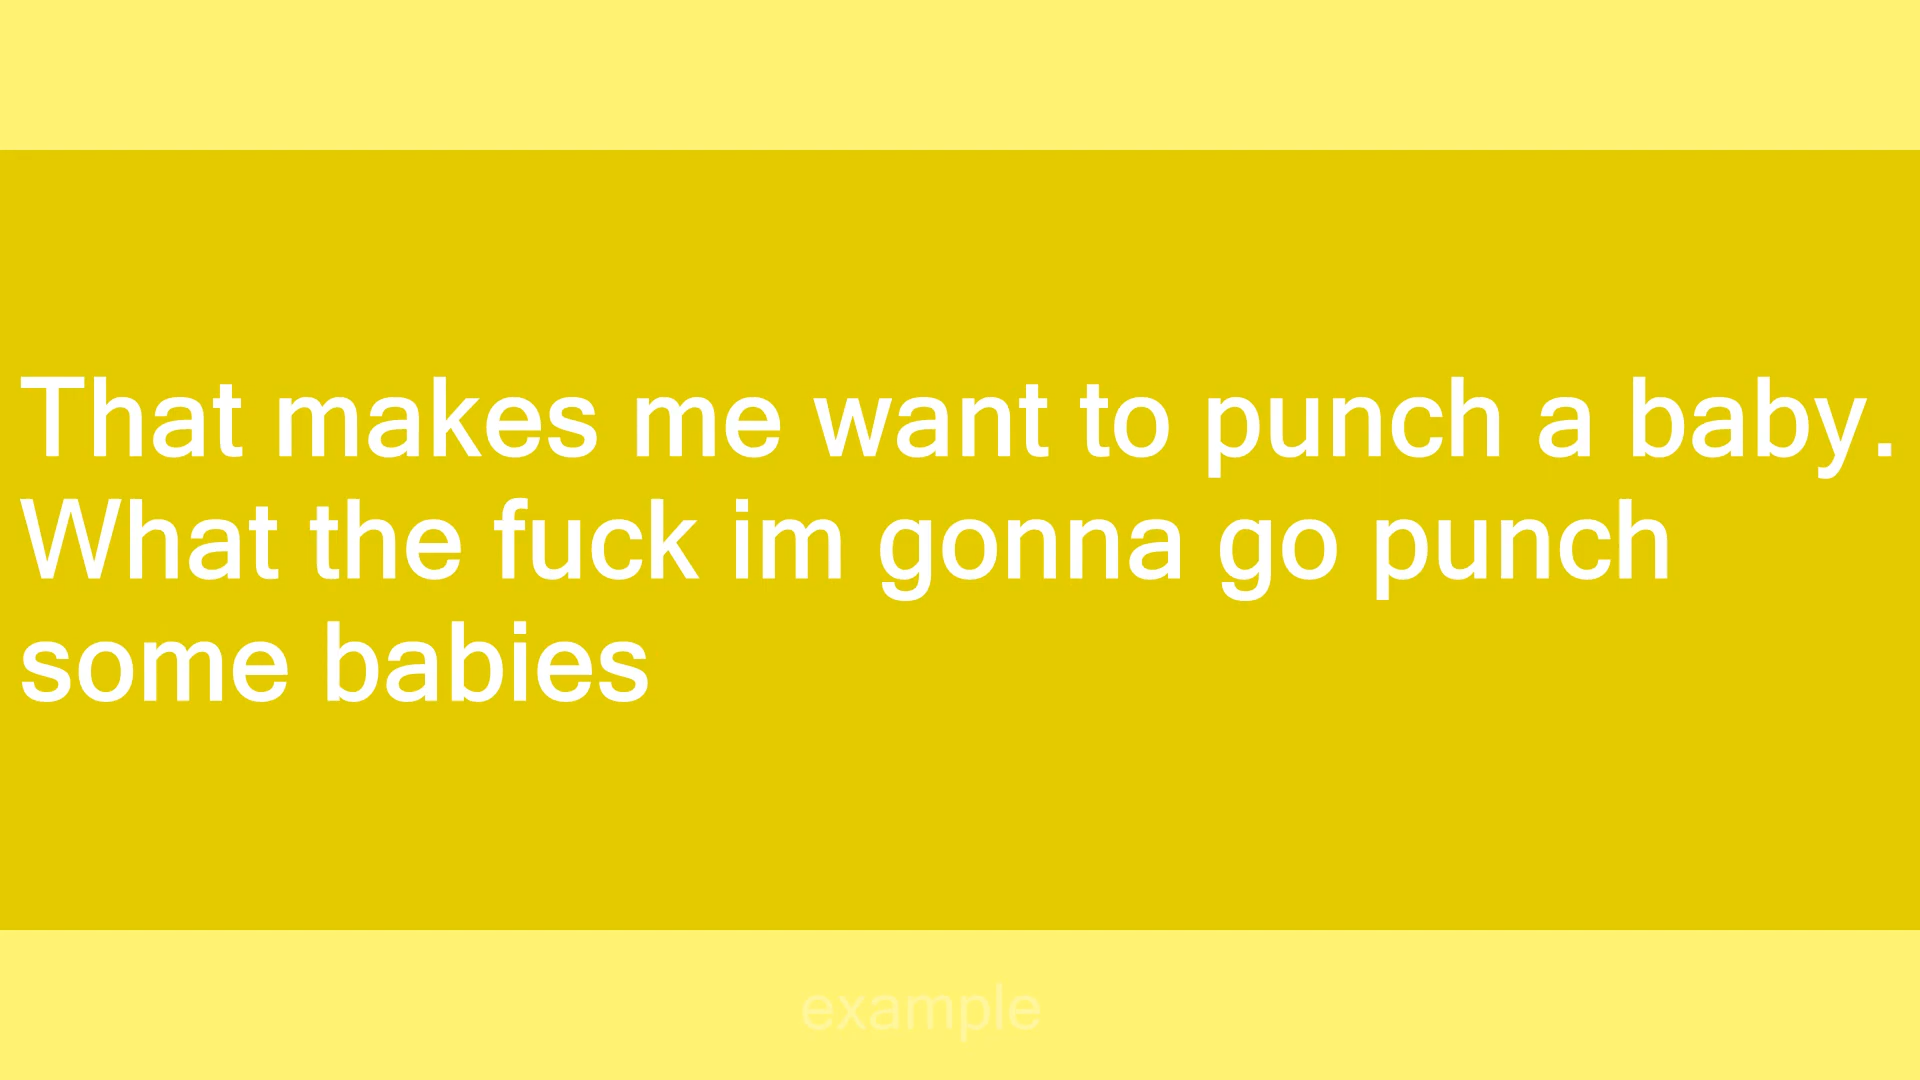 That makes me want to punch a baby.
What the fuck im gonna go punch
some babies
example